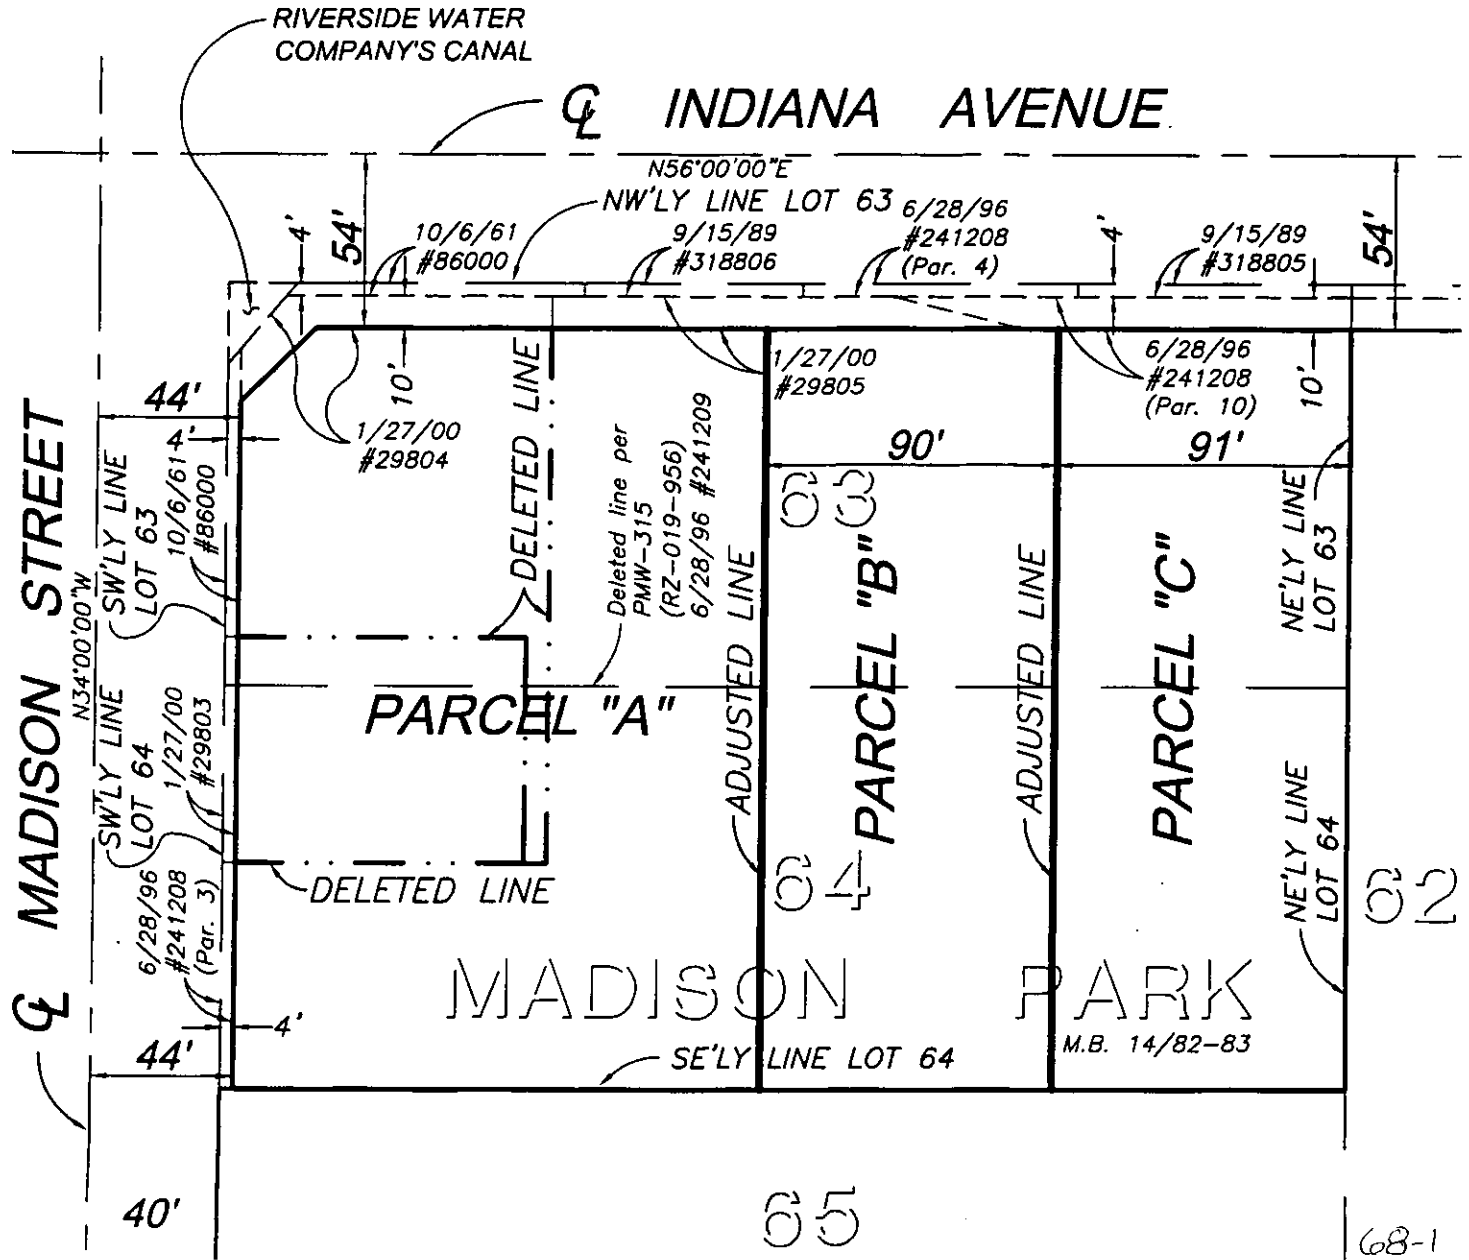 RIVERSIDE WATER
COMPANY'S CANAL
℄ INDIANA AVENUE
N56°00'00"E
NW'LY LINE LOT 63
54'
4'
10/6/61
#86000
9/15/89
#318806
6/28/96
#241208
(Par. 4)
4'
9/15/89
#318805
54'
10'
1/27/00
#29804
1/27/00
#29805
6/28/96
#241208
(Par. 10)
10'
44'
4'
4'
90'
91'
℄ MADISON STREET
N34°00'00"W
SW'LY LINE
LOT 63
10/6/61
#86000
DELETED LINE
Deleted line per
PMW-315
(RZ-019-956)
6/28/96 #241209
63
NE'LY LINE
LOT 63
PARCEL "A"
ADJUSTED LINE
PARCEL "B"
ADJUSTED LINE
PARCEL "C"
SW'LY LINE
LOT 64
1/27/00
#29803
DELETED LINE
64
NE'LY LINE
LOT 64
62
6/28/96
#241208
(Par. 3)
MADISON PARK
M.B. 14/82-83
4'
44'
SE'LY LINE LOT 64
40'
65
68-1